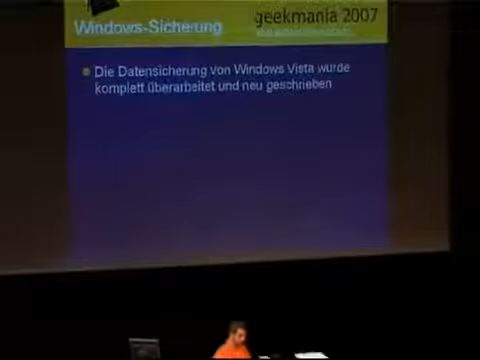 Windows-Sicherung
geekmania 2007
Die Datensicherung von Windows Vista wurde
komplett überarbeitet und neu geschrieben